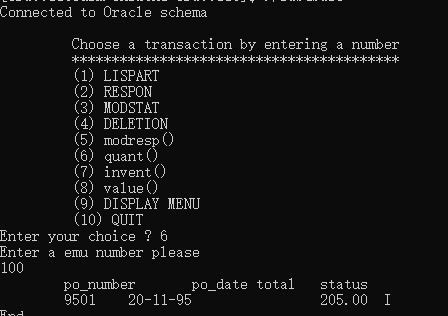 Connected to Oracle schema
Choose a transaction by entering a number
*****************************************
(1) LISPART
(2) RESPON
(3) MODSTAT
(4) DELETION
(5) modresp()
(6) quant()
(7) invent()
(8) value()
(9) DISPLAY MENU
(10) QUIT
Enter your choice ? 6
Enter a emu number please
100
po_number po_date total status
9501 20-11-95 205.00 I
End